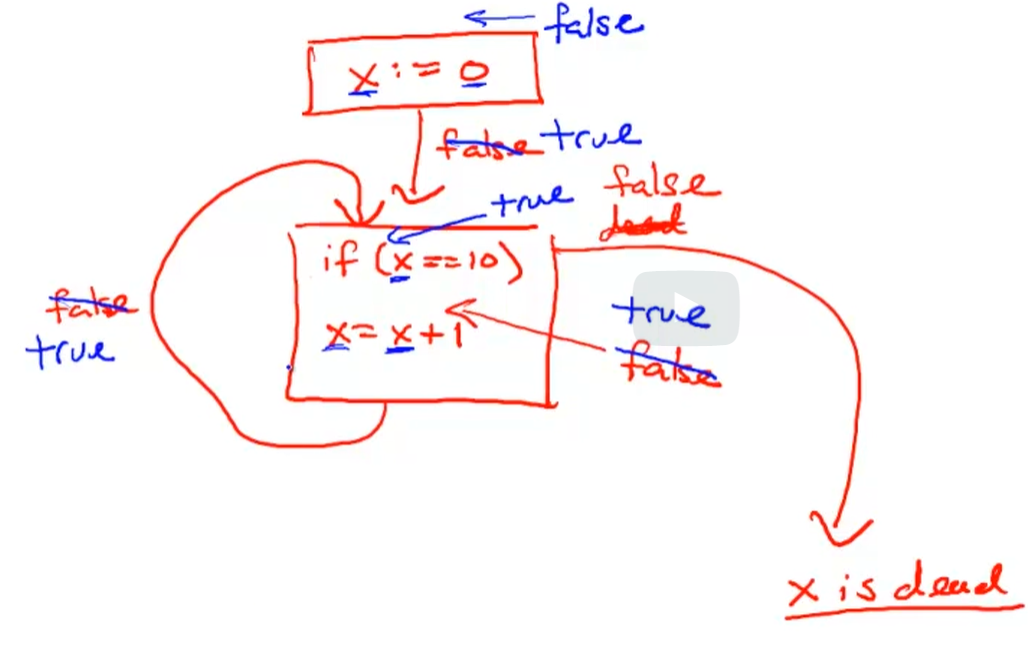 false
x := 0
false true
true
false
dead
if (x == 10)
false
true
true
x = x + 1
false
x is dead